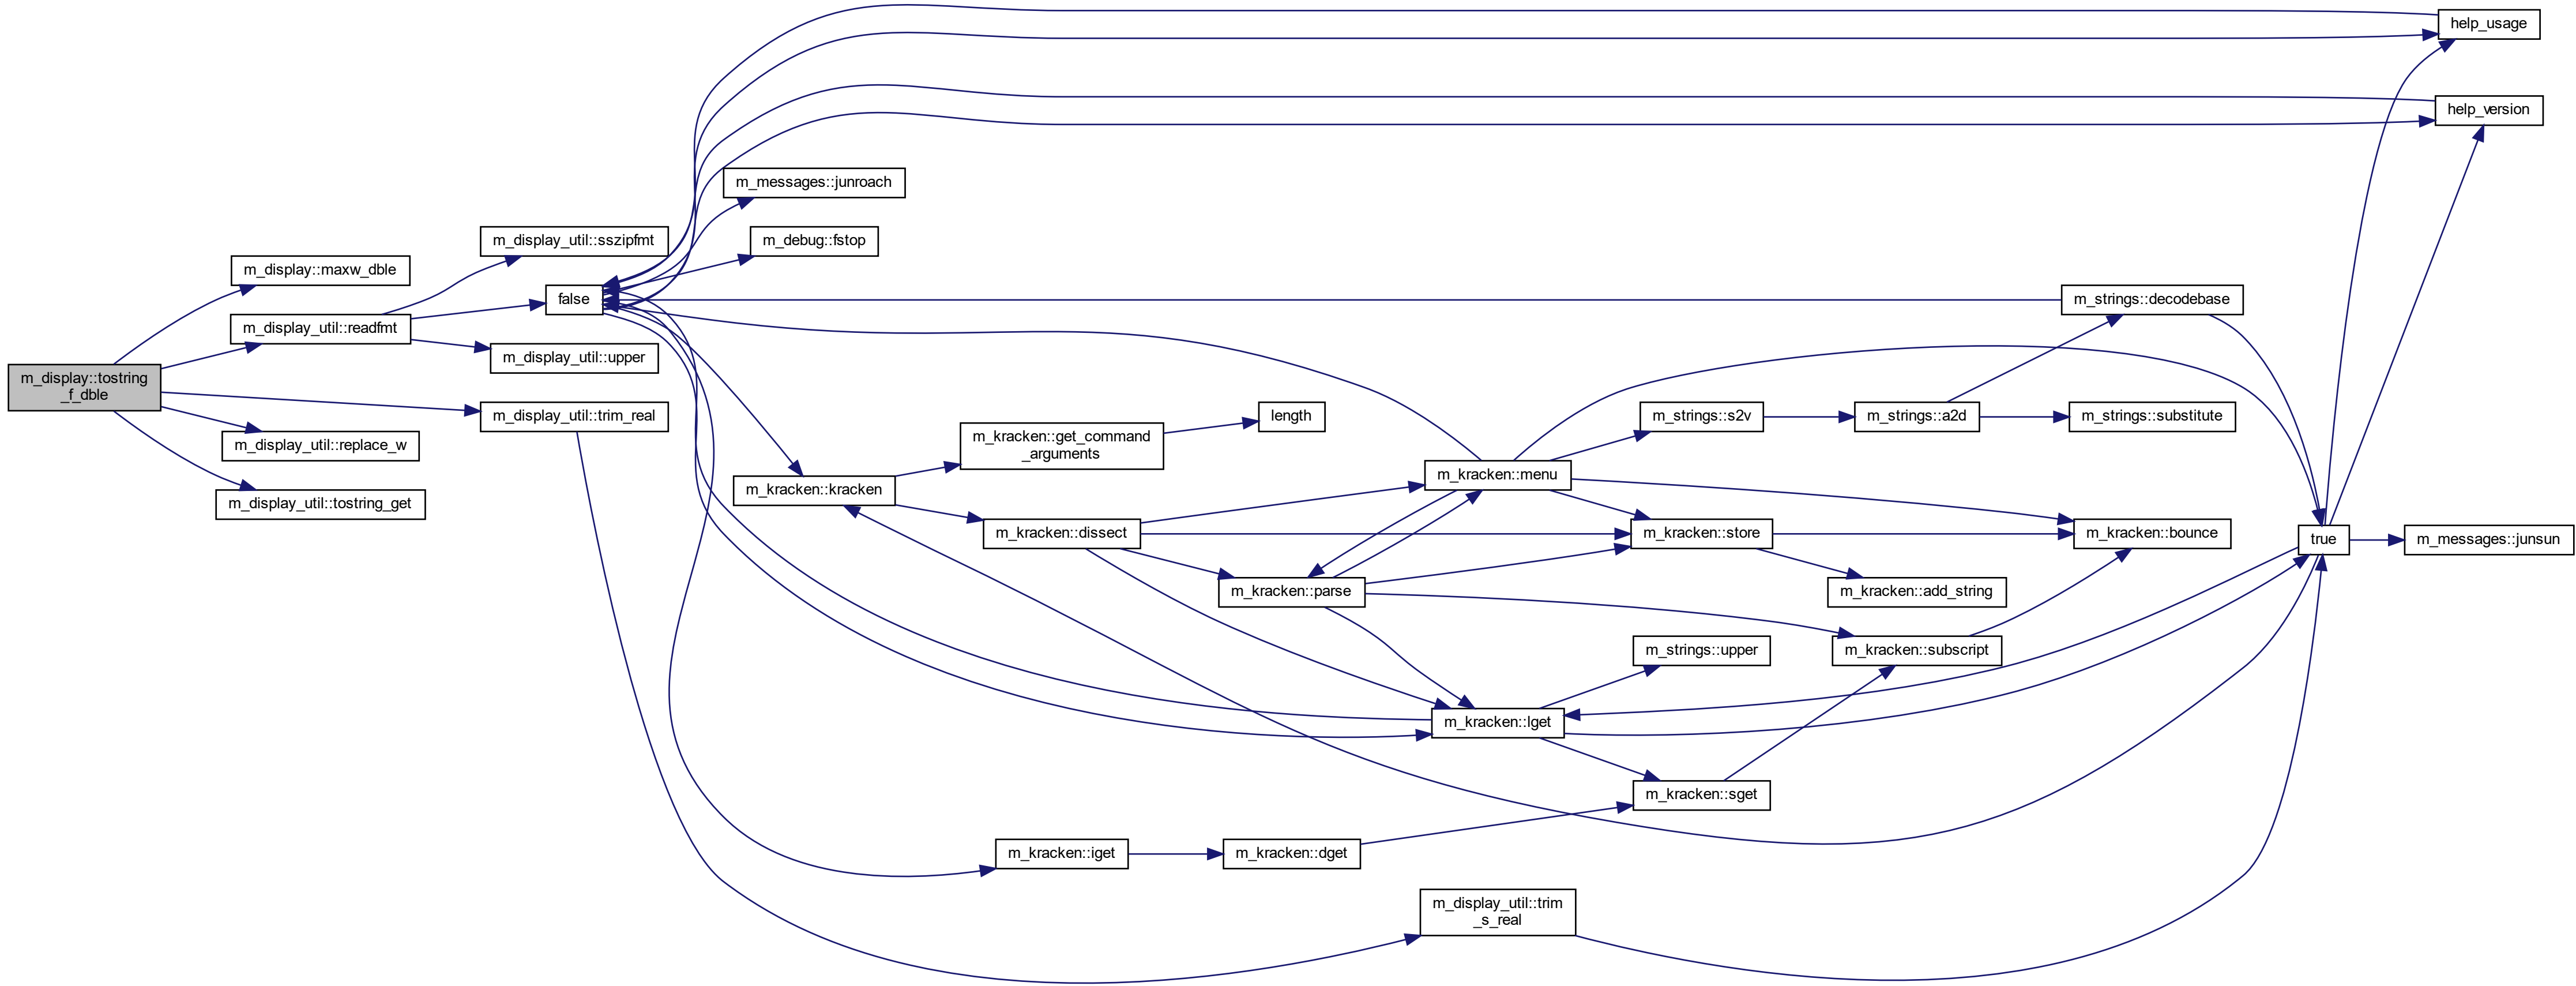 help_usage
help_version
m_messages::junroach
m_display_util::sszipfmt
m_debug::fstop
m_display::maxw_dble
false
m_strings::decodebase
m_display_util::readfmt
m_display_util::upper
m_display::tostring
_f_dble
m_display_util::trim_real
length
m_strings::s2v
m_strings::a2d
m_strings::substitute
m_display_util::replace_w
m_kracken::get_command
_arguments
m_kracken::menu
m_kracken::kracken
m_display_util::tostring_get
m_kracken::dissect
m_kracken::store
m_kracken::bounce
true
m_messages::junsun
m_kracken::parse
m_kracken::add_string
m_strings::upper
m_kracken::subscript
m_kracken::lget
m_kracken::sget
m_kracken::iget
m_kracken::dget
m_display_util::trim
_s_real